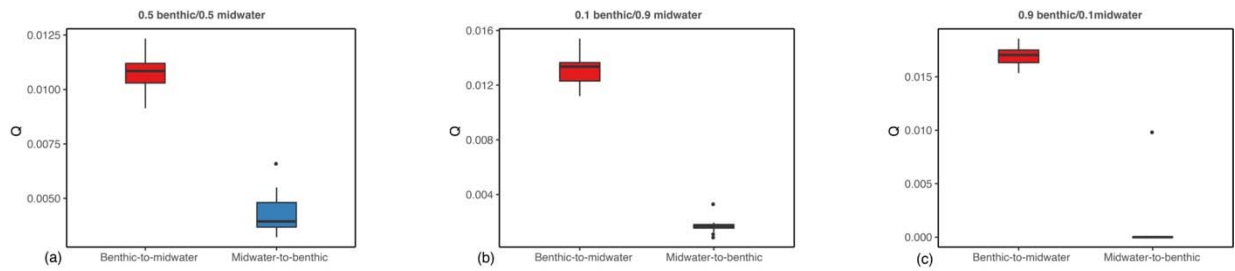 0.5 benthic/0.5 midwater
0.0125
0.0100
0.0075
0.0050
Q
(a)
Benthic-to-midwater
Midwater-to-benthic
0.1 benthic/0.9 midwater
0.016
0.012
0.008
0.004
Q
(b)
Benthic-to-midwater
Midwater-to-benthic
0.9 benthic/0.1midwater
0.015
0.010
0.005
0.000
Q
(c)
Benthic-to-midwater
Midwater-to-benthic